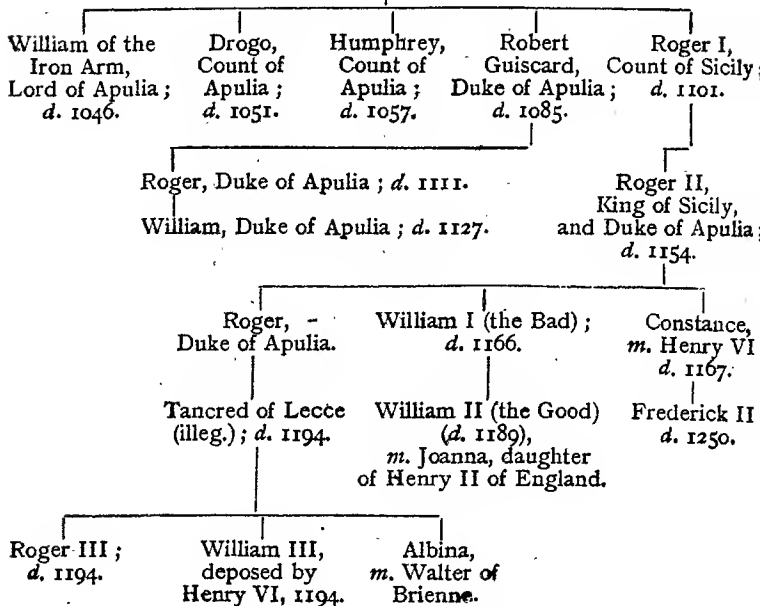 William of the
Iron Arm,
Lord of Apulia ;
d. 1046.
Drogo,
Count of
Apulia ;
d. 1051.
Humphrey,
Count of
Apulia ;
d. 1057.
Robert
Guiscard,
Duke of Apulia ;
d. 1085.
Roger I,
Count of Sicily ;
d. 1101.
Roger, Duke of Apulia ; d. 1111.
William, Duke of Apulia ; d. 1127.
Roger II,
King of Sicily,
and Duke of Apulia ;
d. 1154.
Roger, -
Duke of Apulia.
William I (the Bad) ;
d. 1166.
Constance,
m. Henry VI
d. 1167.
Tancred of Lecce
(illeg.) ; d. 1194.
William II (the Good)
(d. 1189),
m. Joanna, daughter
of Henry II of England.
Frederick II
d. 1250.
Roger III ;
d. 1194.
William III,
deposed by
Henry VI, 1194.
Albina,
m. Walter of
Brienne.